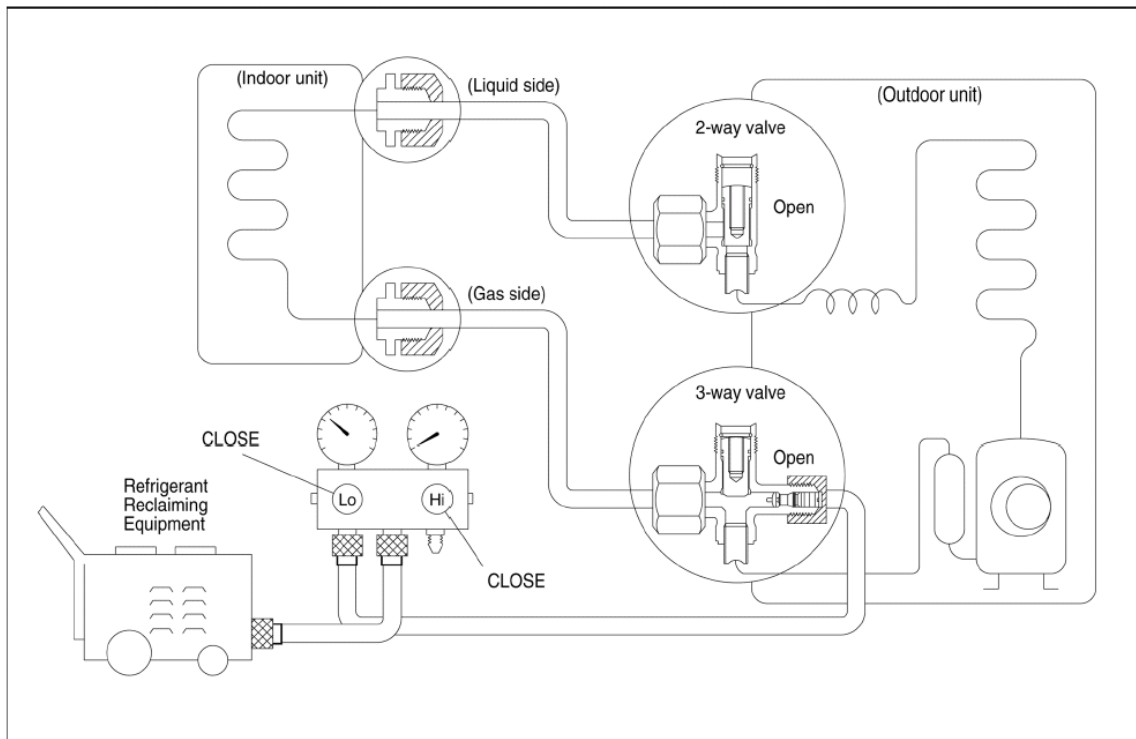 (Indoor unit)
(Liquid side)
(Outdoor unit)
2-way valve
Open
(Gas side)
3-way valve
Open
CLOSE
Lo
Hi
Refrigerant
Reclaiming
Equipment
CLOSE